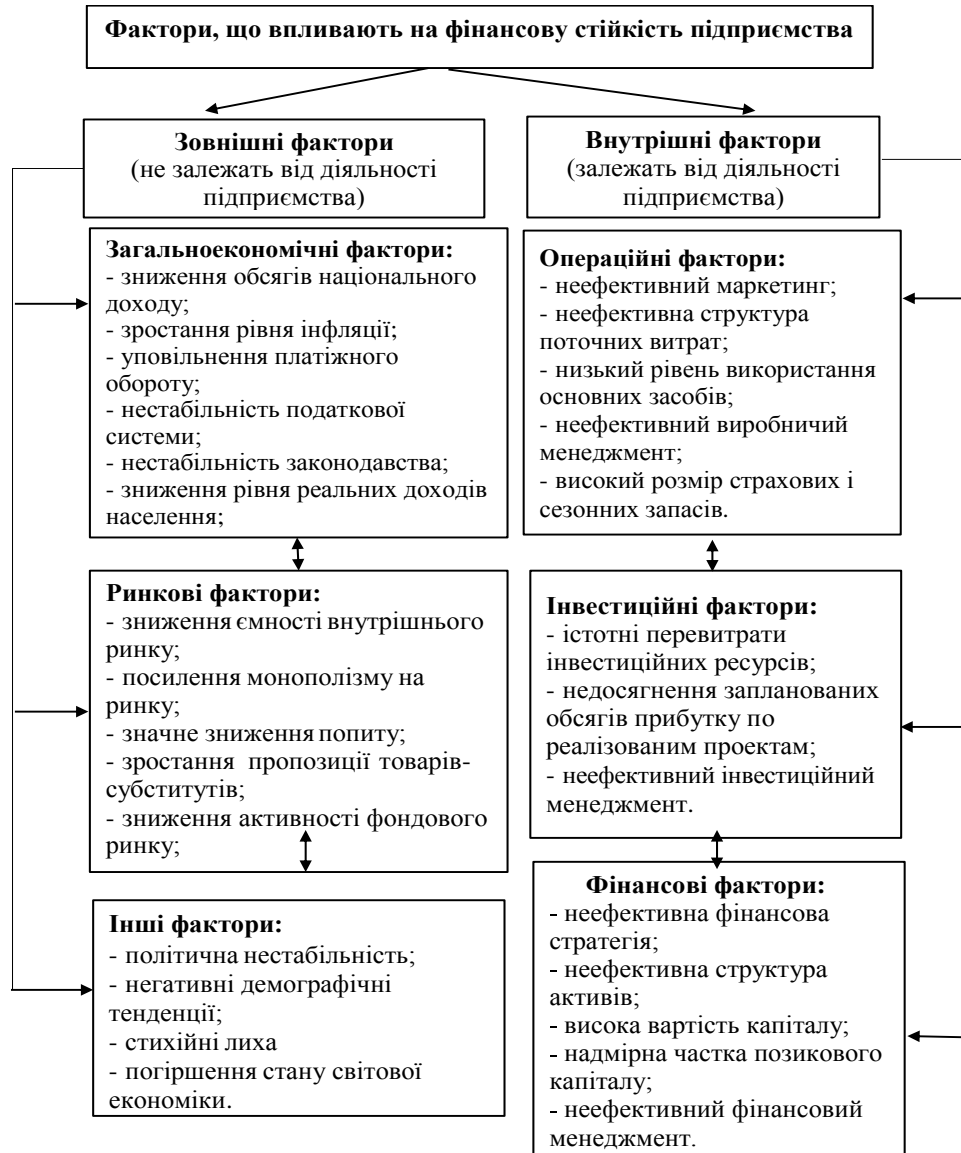 Фактори, що впливають на фінансову стійкість підприємства
Зовнішні фактори
(не залежать від діяльності
підприємства)
Загальноекономічні фактори:
- зниження обсягів національного
доходу;
- зростання рівня інфляції;
- уповільнення платіжного
обороту;
- нестабільність податкової
системи;
- нестабільність законодавства;
- зниження рівня реальних доходів
населення;
Ринкові фактори:
- зниження ємності внутрішнього
ринку;
- посилення монополізму на
ринку;
- значне зниження попиту;
- зростання пропозиції товарів-
субститутів;
- зниження активності фондового
ринку;
Інші фактори:
- політична нестабільність;
- негативні демографічні
тенденції;
- стихійні лиха
- погіршення стану світової
економіки.
Внутрішні фактори
(залежать від діяльності
підприємства)
Операційні фактори:
- неефективний маркетинг;
- неефективна структура
поточних витрат;
- низький рівень використання
основних засобів;
- неефективний виробничий
менеджмент;
- високий розмір страхових і
сезонних запасів.
Інвестиційні фактори:
- істотні перевитрати
інвестиційних ресурсів;
- недосягнення запланованих
обсягів прибутку по
реалізованим проектам;
- неефективний інвестиційний
менеджмент.
Фінансові фактори:
- неефективна фінансова
стратегія;
- неефективна структура
активів;
- висока вартість капіталу;
- надмірна частка позикового
капіталу;
- неефективний фінансовий
менеджмент.